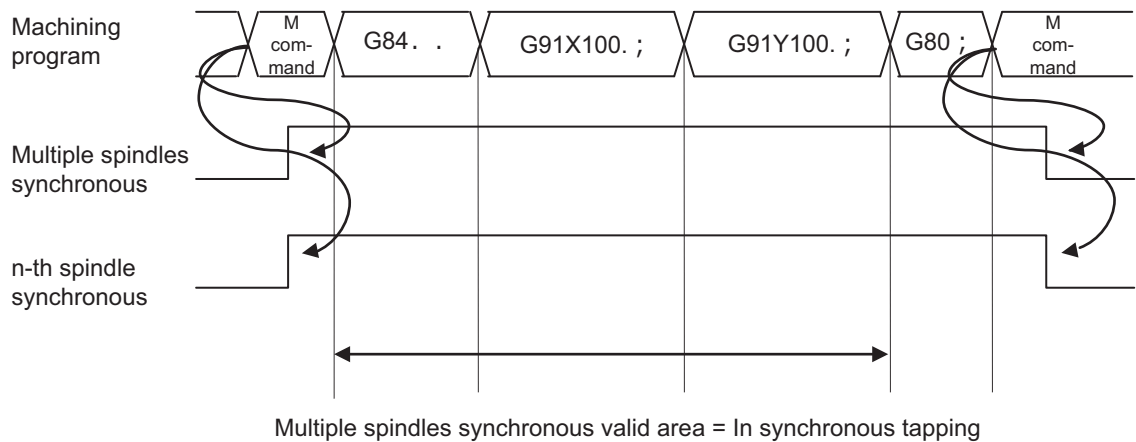 Machining
program
M
com-
mand
G84. .
G91X100. ;
G91Y100. ;
G80 ;
M
com-
mand
Multiple spindles
synchronous
n-th spindle
synchronous
Multiple spindles synchronous valid area = In synchronous tapping